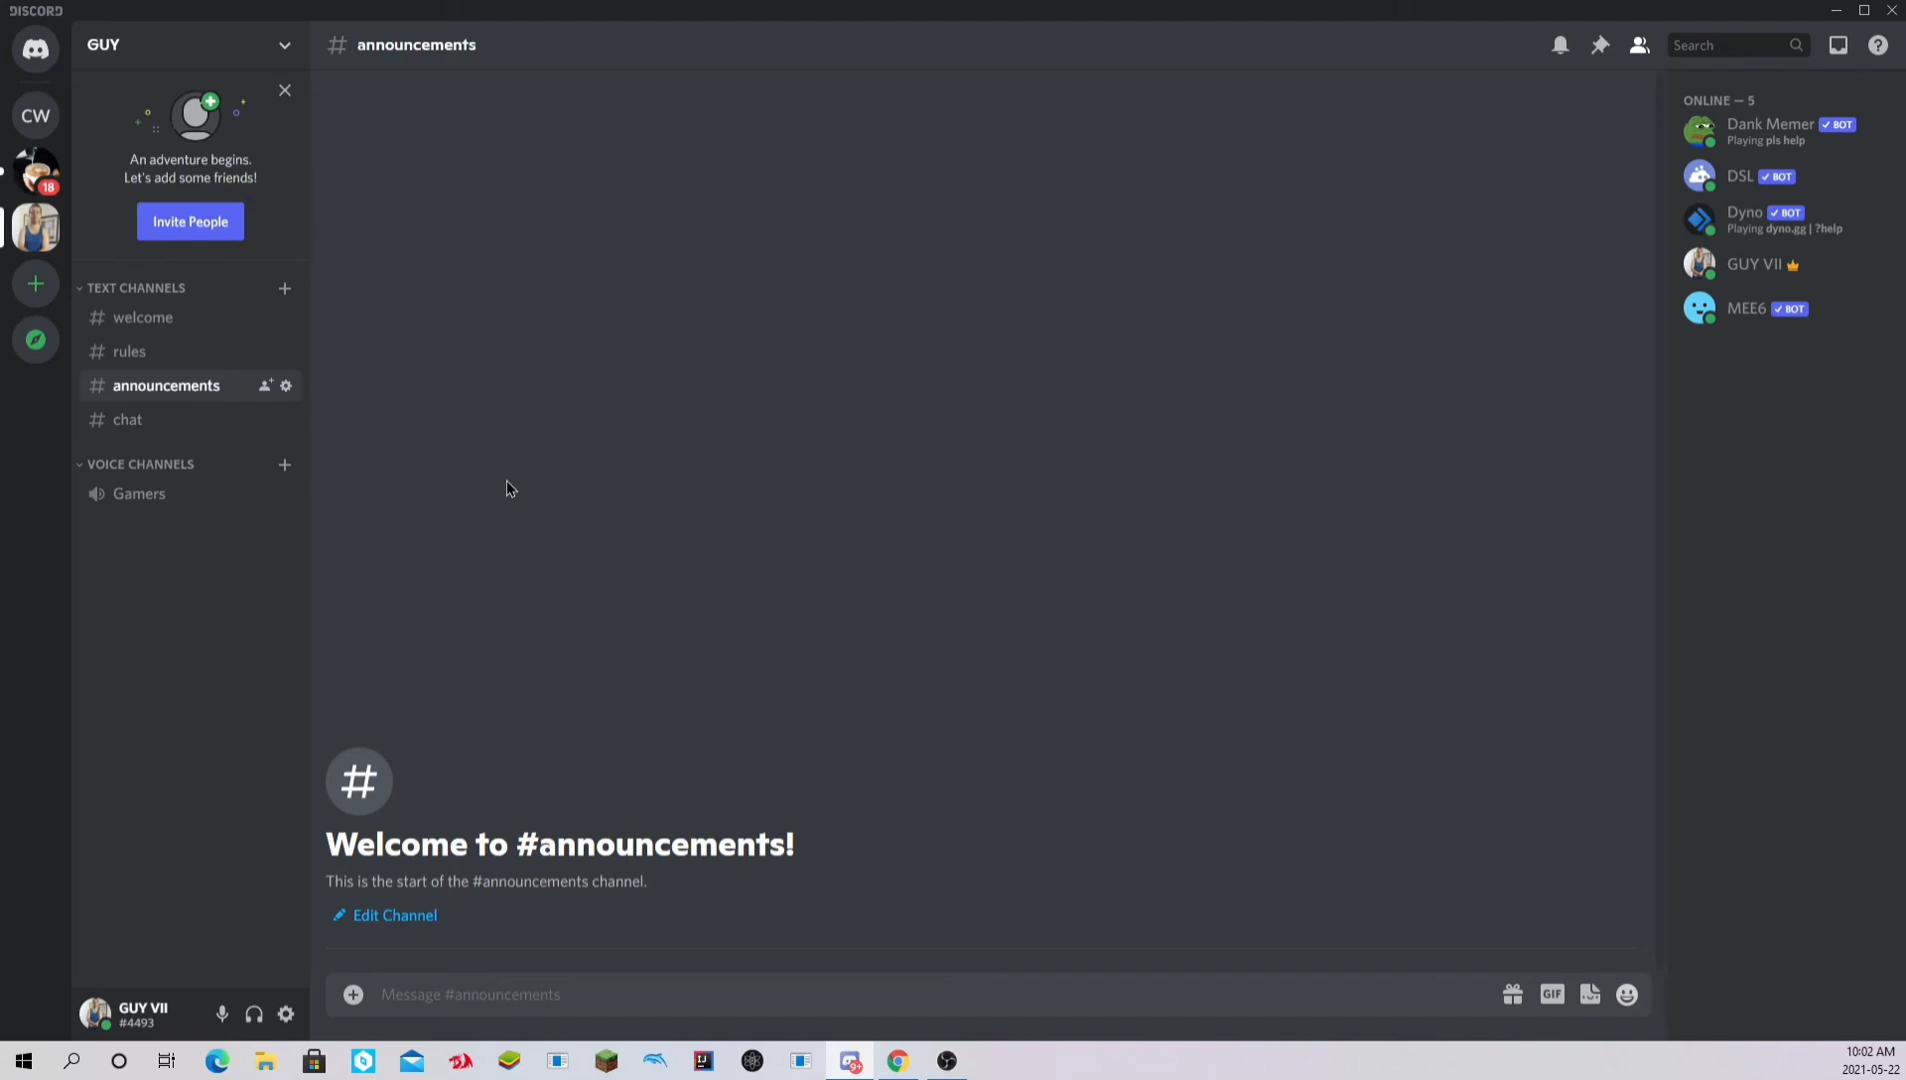 DISCORD
GUY
announcements
Search
CW
18
An adventure begins.
Let's add some friends!
Invite People
TEXT CHANNELS
welcome
rules
announcements
chat
VOICE CHANNELS
Gamers
Welcome to #announcements!
This is the start of the #announcements channel.
Edit Channel
Message #announcements
GIF
ONLINE — 5
Dank Memer ✓ BOT
Playing pls help
DSL ✓ BOT
Dyno ✓ BOT
Playing dyno.gg | ?help
GUY VII
MEE6 ✓ BOT
GUY VII
#4493
IJ
9+
10:02 AM
2021-05-22